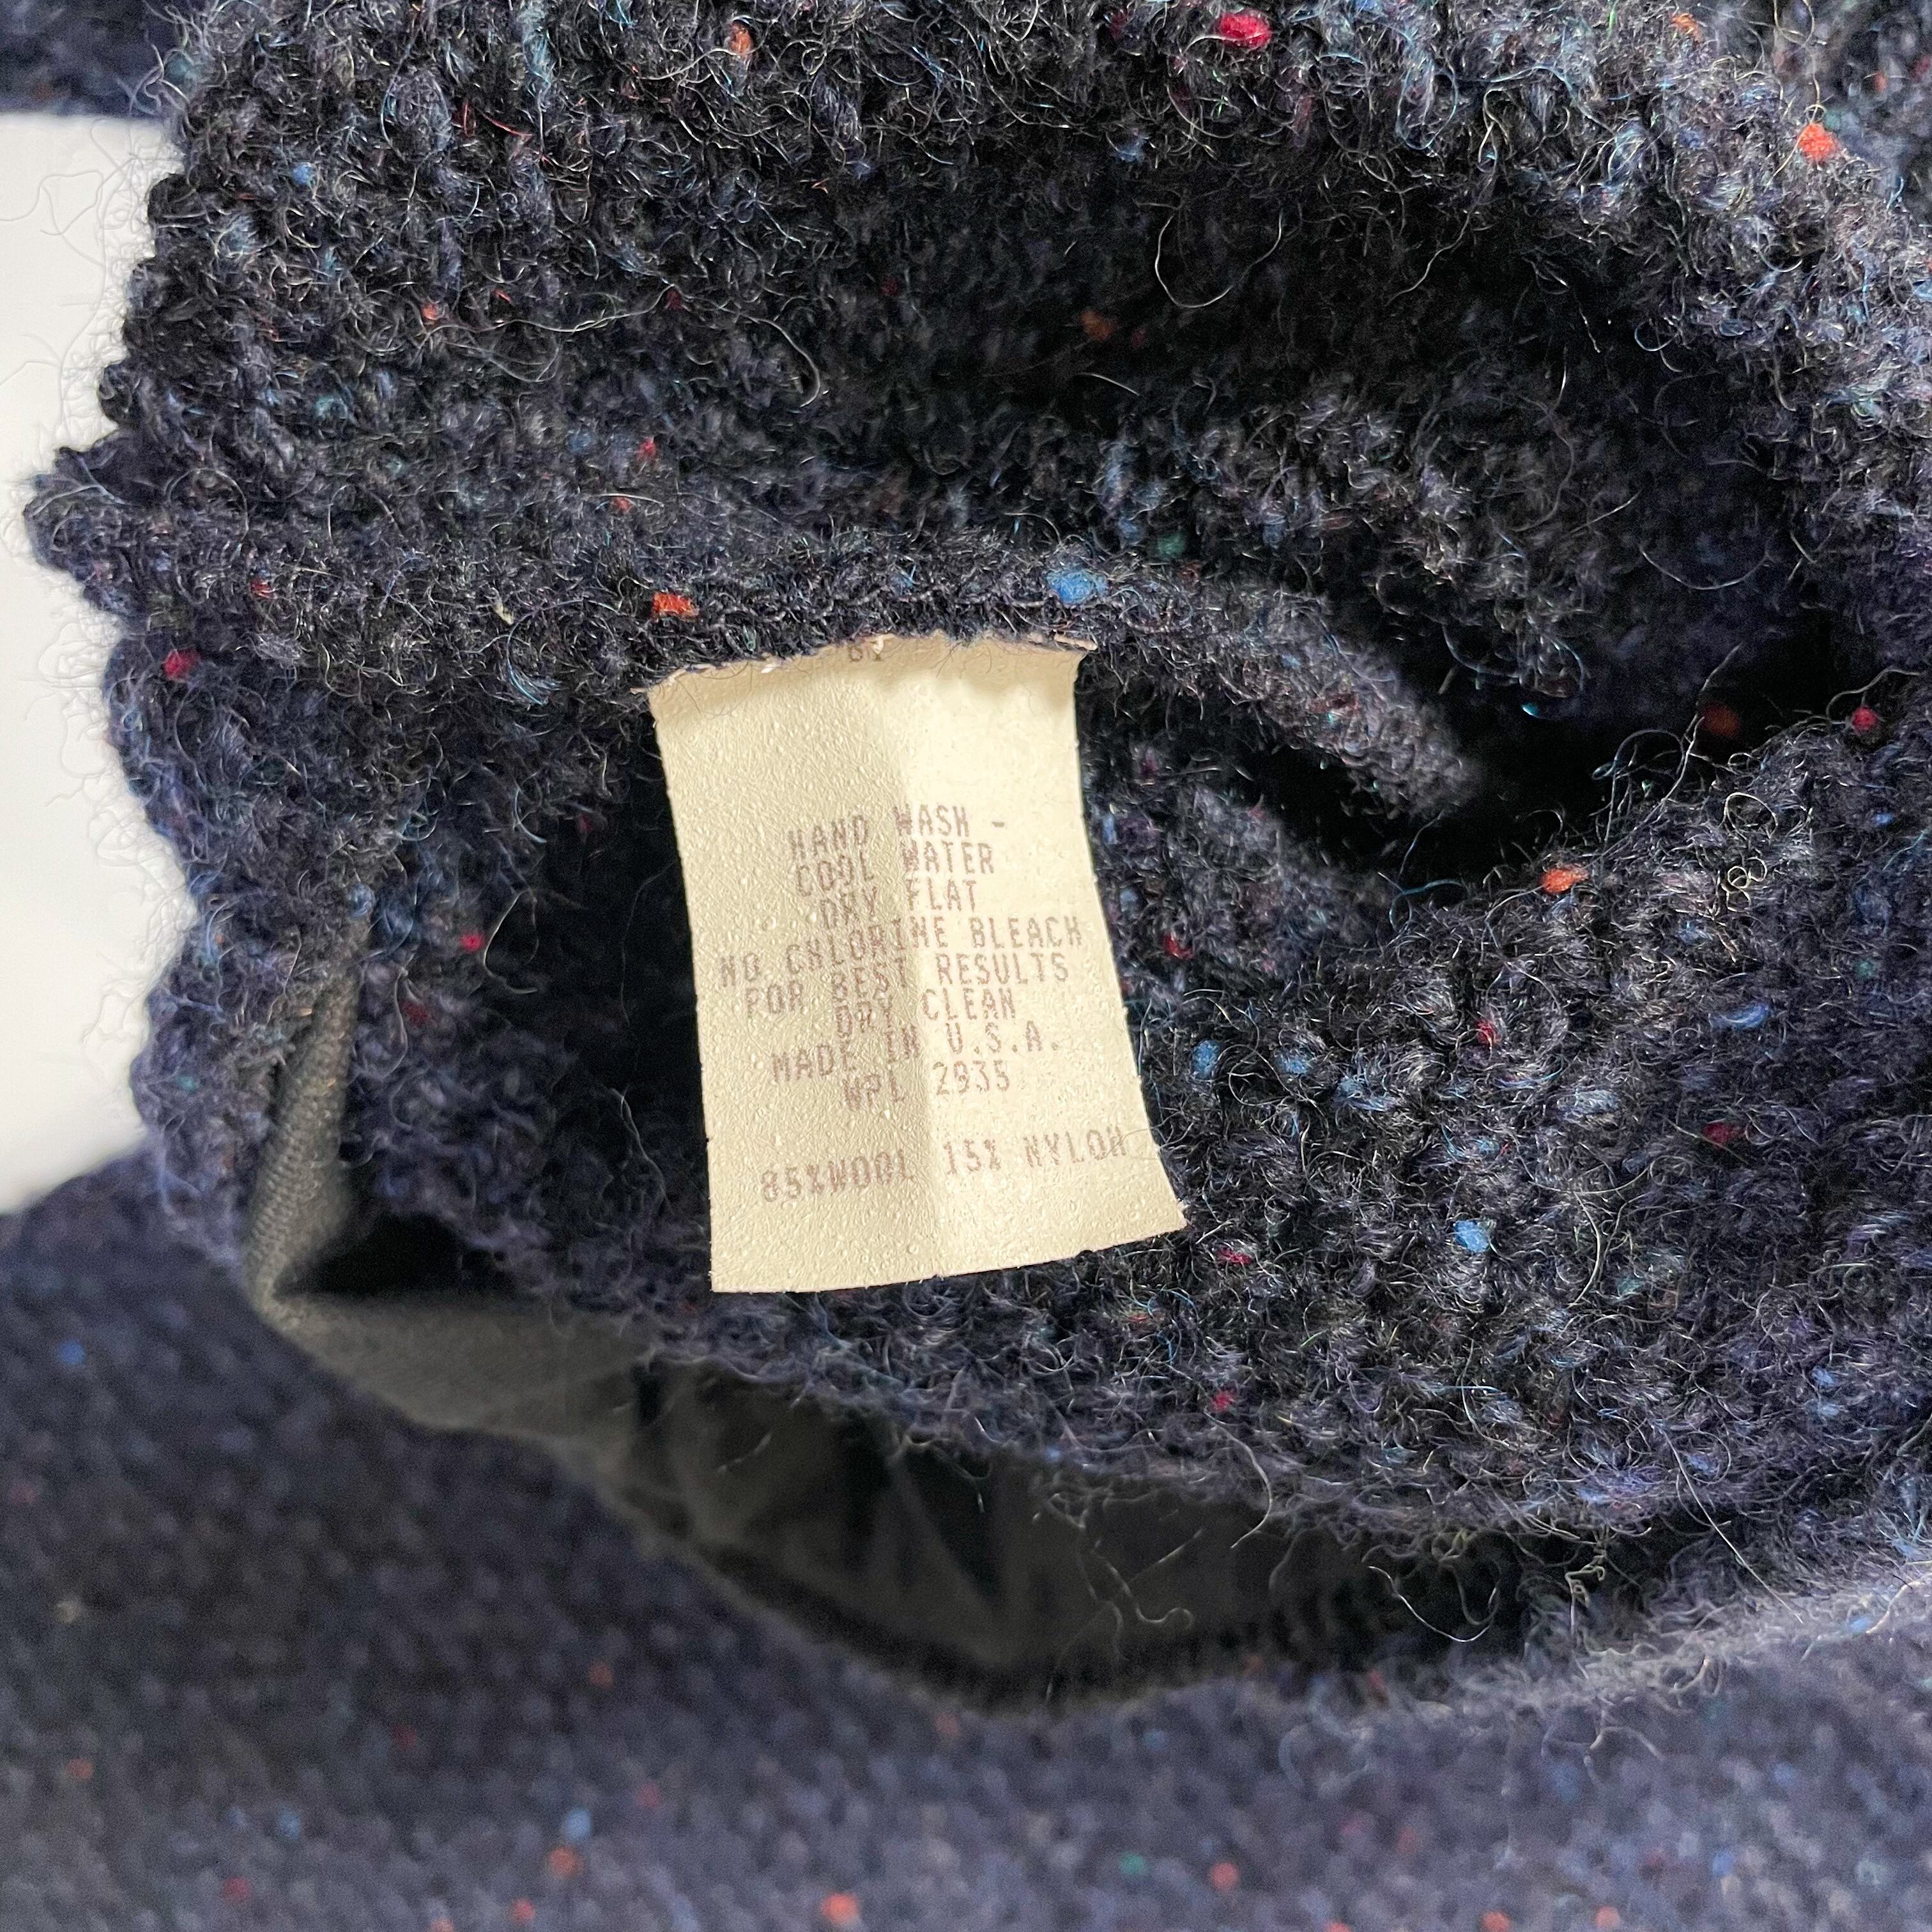 HAND WASH -
COOL WATER
DRY FLAT
NO CHLORINE BLEACH
FOR BEST RESULTS
DRY CLEAN
MADE IN U.S.A.
WPL 2935
85%WOOL 15% NYLON